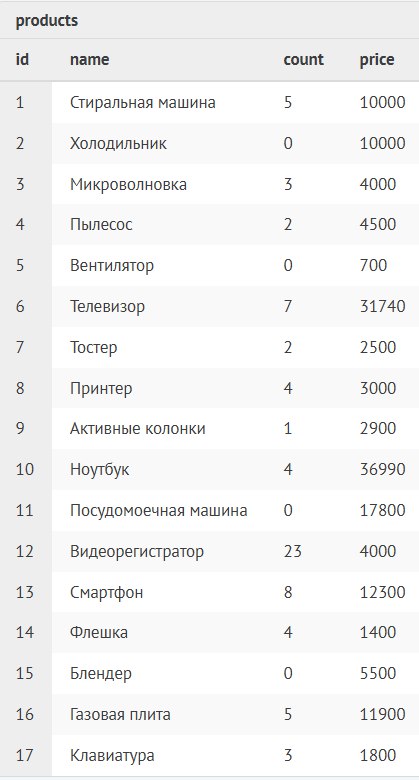 products
id name count price
1 Стиральная машина 5 10000
2 Холодильник 0 10000
3 Микроволновка 3 4000
4 Пылесос 2 4500
5 Вентилятор 0 700
6 Телевизор 7 31740
7 Тостер 2 2500
8 Принтер 4 3000
9 Активные колонки 1 2900
10 Ноутбук 4 36990
11 Посудомоечная машина 0 17800
12 Видеорегистратор 23 4000
13 Смартфон 8 12300
14 Флешка 4 1400
15 Блендер 0 5500
16 Газовая плита 5 11900
17 Клавиатура 3 1800